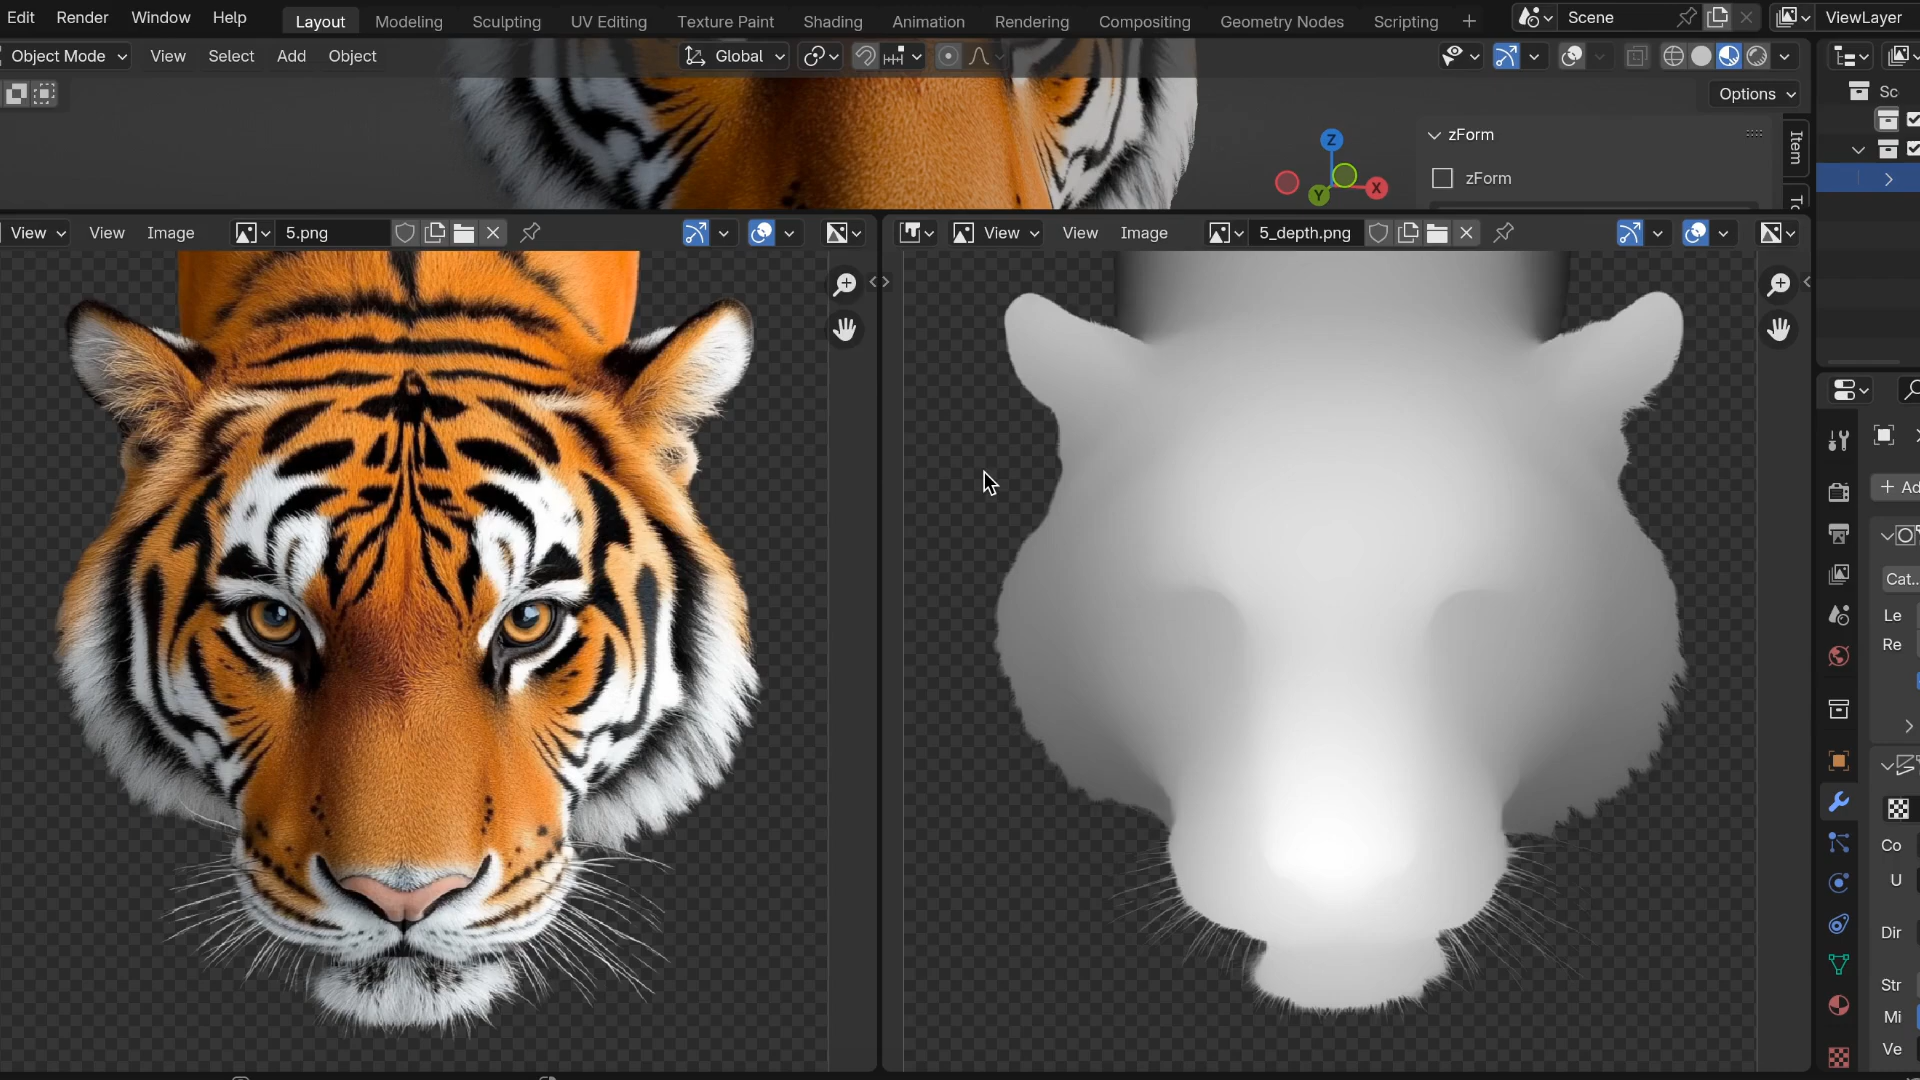 Edit Render Window Help Layout Modeling Sculpting UV Editing Texture Paint Shading Animation Rendering Compositing Geometry Nodes Scripting + Scene ViewLayer
Object Mode View Select Add Object Global
Options Sc
zForm Item
Z
zForm
Y X
View View Image 5.png View View Image 5_depth.png
+ Ad
Cat...
Le
Re
Co
U
Dir
Str
Mi
Ve